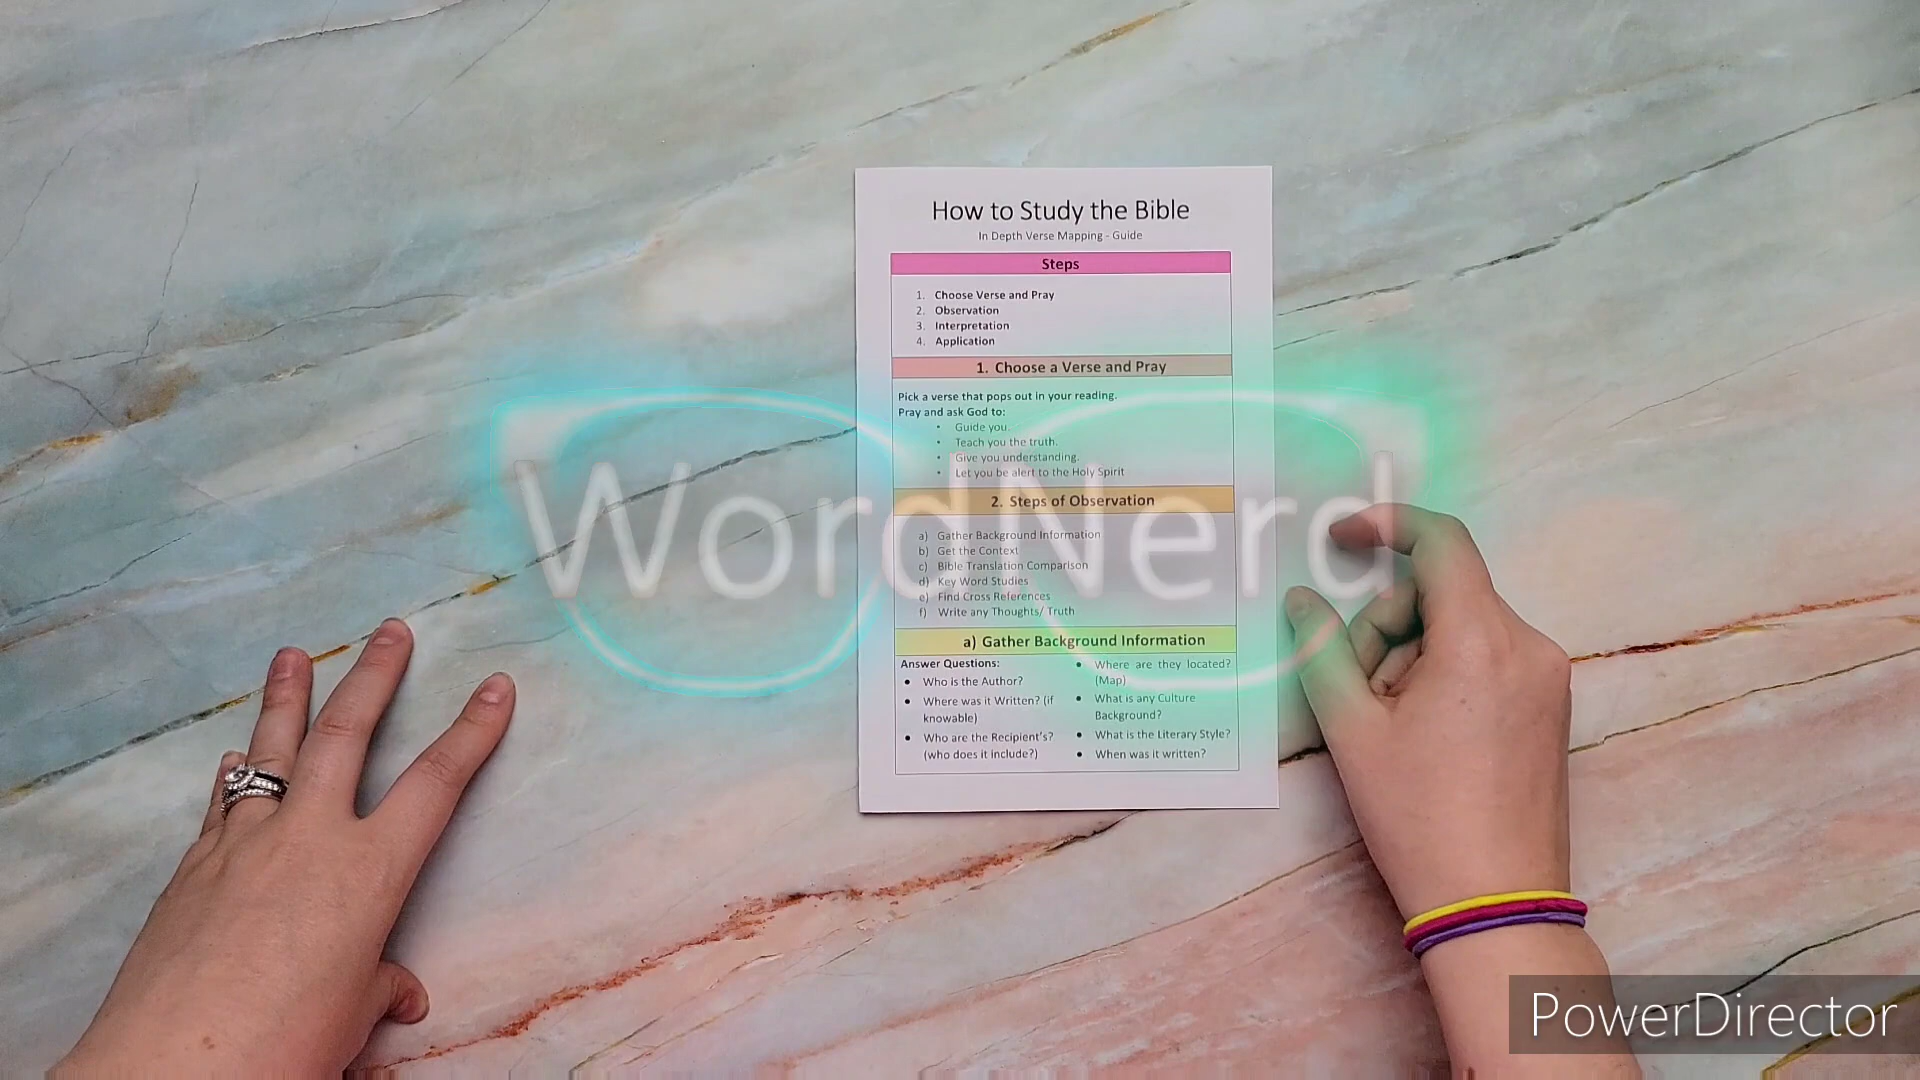 How to Study the Bible
In Depth Verse Mapping - Guide
Steps
1. Choose Verse and Pray
2. Observation
3. Interpretation
4. Application
1. Choose a Verse and Pray
Pick a verse that pops out in your reading.
Pray and ask God to:
• Guide you.
• Teach you the truth.
• Give you understanding.
• Let you be alert to the Holy Spirit
WordNerd
2. Steps of Observation
a) Gather Background Information
b) Get the Context
c) Bible Translation Comparison
d) Key Word Studies
e) Find Cross References
f) Write any Thoughts/ Truth
a) Gather Background Information
Answer Questions:
• Who is the Author?
• Where was it Written? (if
knowable)
• Who are the Recipient's?
(who does it include?)
• Where are they located?
(Map)
• What is any Culture
Background?
• What is the Literary Style?
• When was it written?
PowerDirector